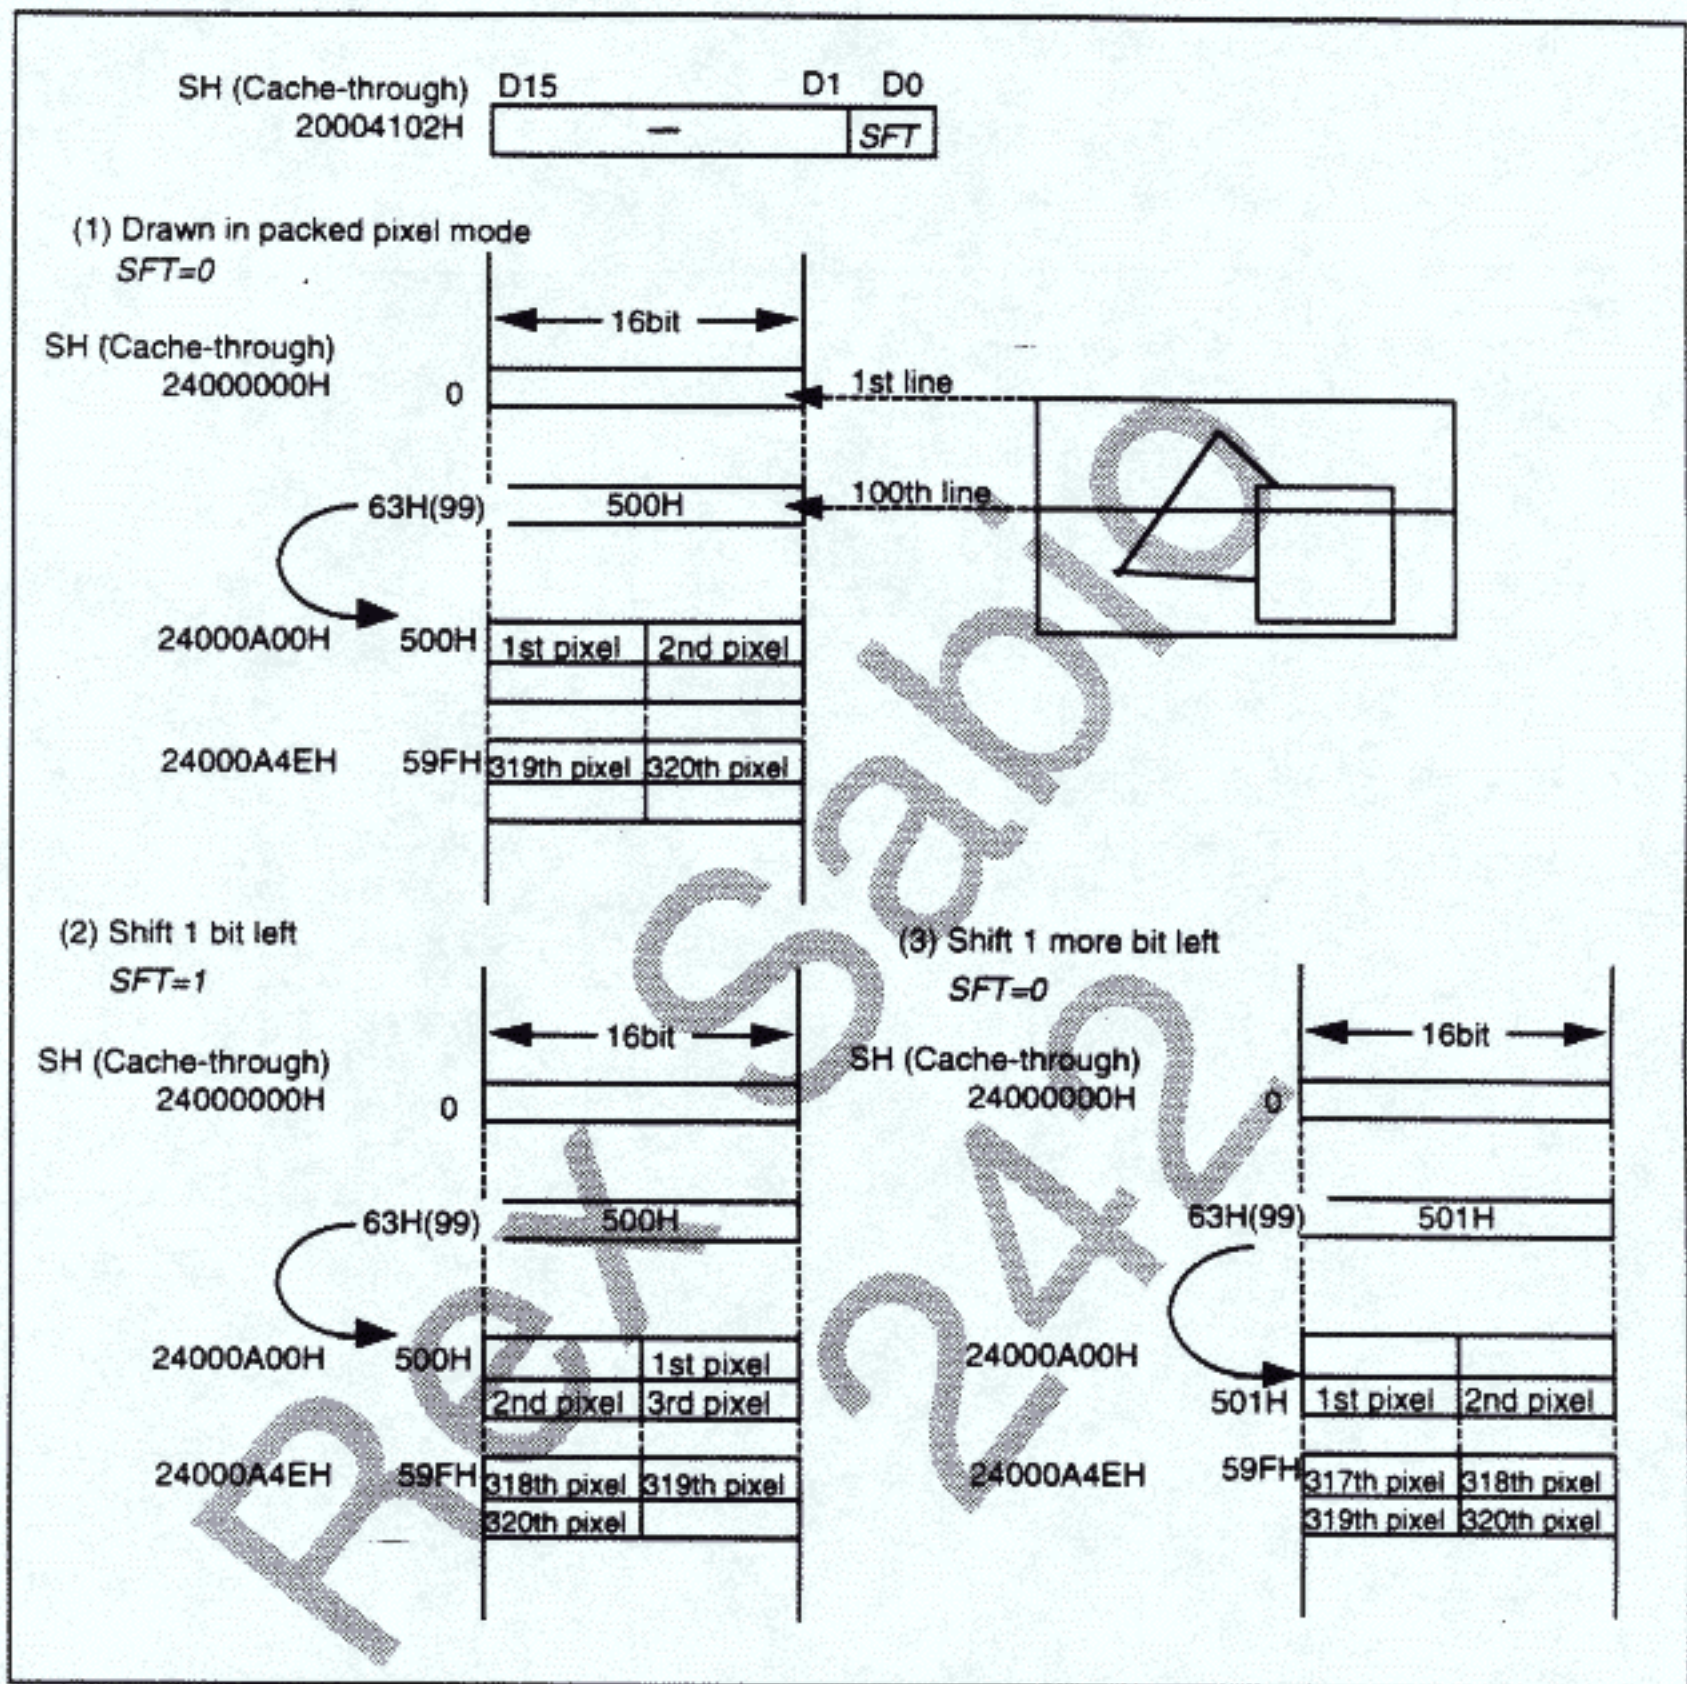 SH (Cache-through) D15 D1 D0
20004102H — SFT
(1) Drawn in packed pixel mode
SFT=0
16bit
SH (Cache-through)
24000000H 0
1st line
63H(99) 500H
100th line
24000A00H 500H 1st pixel 2nd pixel
24000A4EH 59FH 319th pixel 320th pixel
(2) Shift 1 bit left
SFT=1
16bit
SH (Cache-through)
24000000H 0
63H(99) 500H
24000A00H 500H 1st pixel
2nd pixel 3rd pixel
24000A4EH 59FH 318th pixel 319th pixel
320th pixel
(3) Shift 1 more bit left
SFT=0
16bit
SH (Cache-through)
24000000H 0
63H(99) 501H
24000A00H
501H 1st pixel 2nd pixel
24000A4EH 59FH 317th pixel 318th pixel
319th pixel 320th pixel
Rex Sabio
242